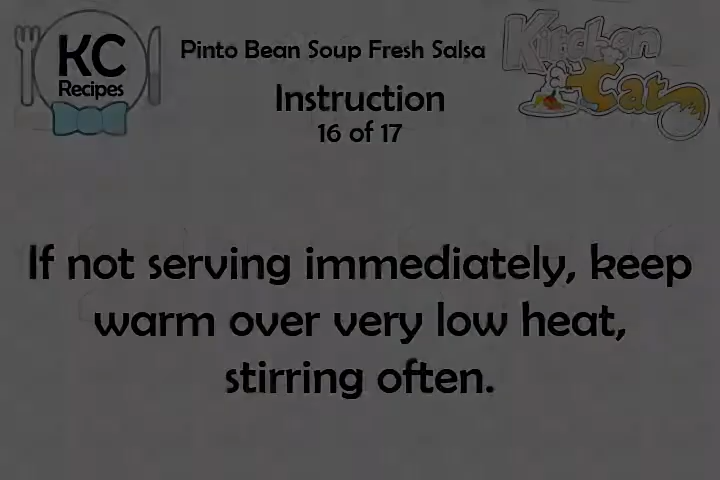 KC
Recipes
Pinto Bean Soup Fresh Salsa
Kitchen
Cat
Instruction
16 of 17
If not serving immediately, keep
warm over very low heat,
stirring often.